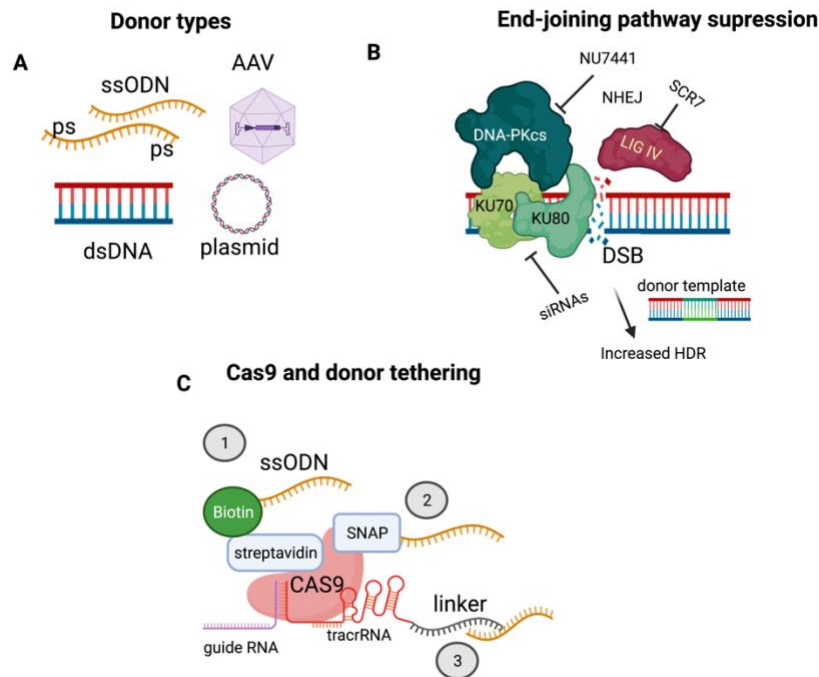 Donor types
A
ssODN
AAV
ps
ps
dsDNA
plasmid
End-joining pathway supression
B
NU7441
NHEJ
SCR7
DNA-PKcs
LIG IV
KU70
KU80
DSB
siRNAs
donor template
Increased HDR
C
Cas9 and donor tethering
1
ssODN
Biotin
2
SNAP
streptavidin
CAS9
linker
guide RNA
tracrRNA
3